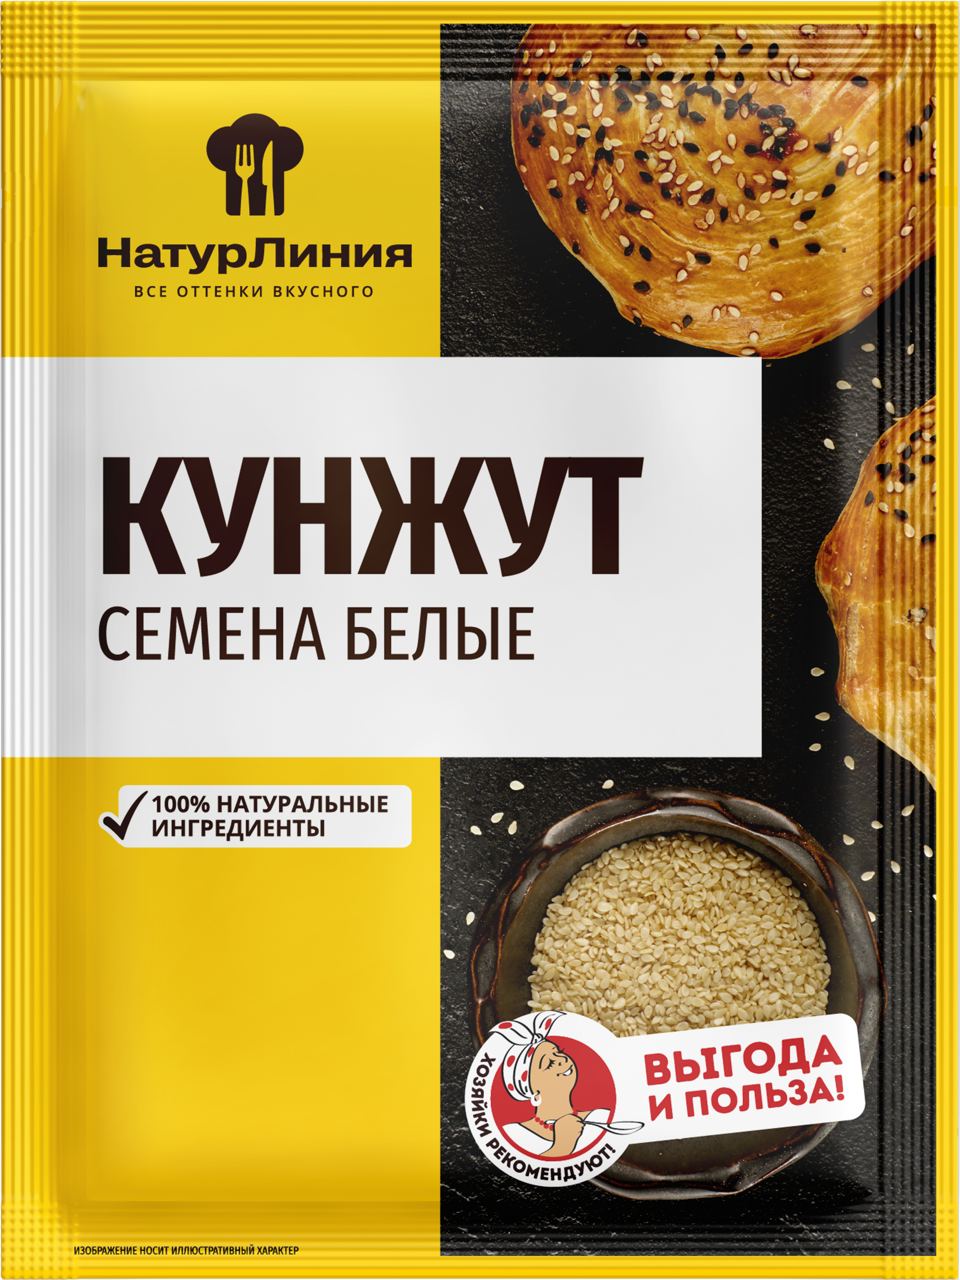 НатурЛиния
ВСЕ ОТТЕНКИ ВКУСНОГО
КУНЖУТ
СЕМЕНА БЕЛЫЕ
100% НАТУРАЛЬНЫЕ
ИНГРЕДИЕНТЫ
ВЫГОДА
И ПОЛЬЗА!
ХОЗЯЙКИ РЕКОМЕНДУЮТ!
ИЗОБРАЖЕНИЕ НОСИТ ИЛЛЮСТРАТИВНЫЙ ХАРАКТЕР